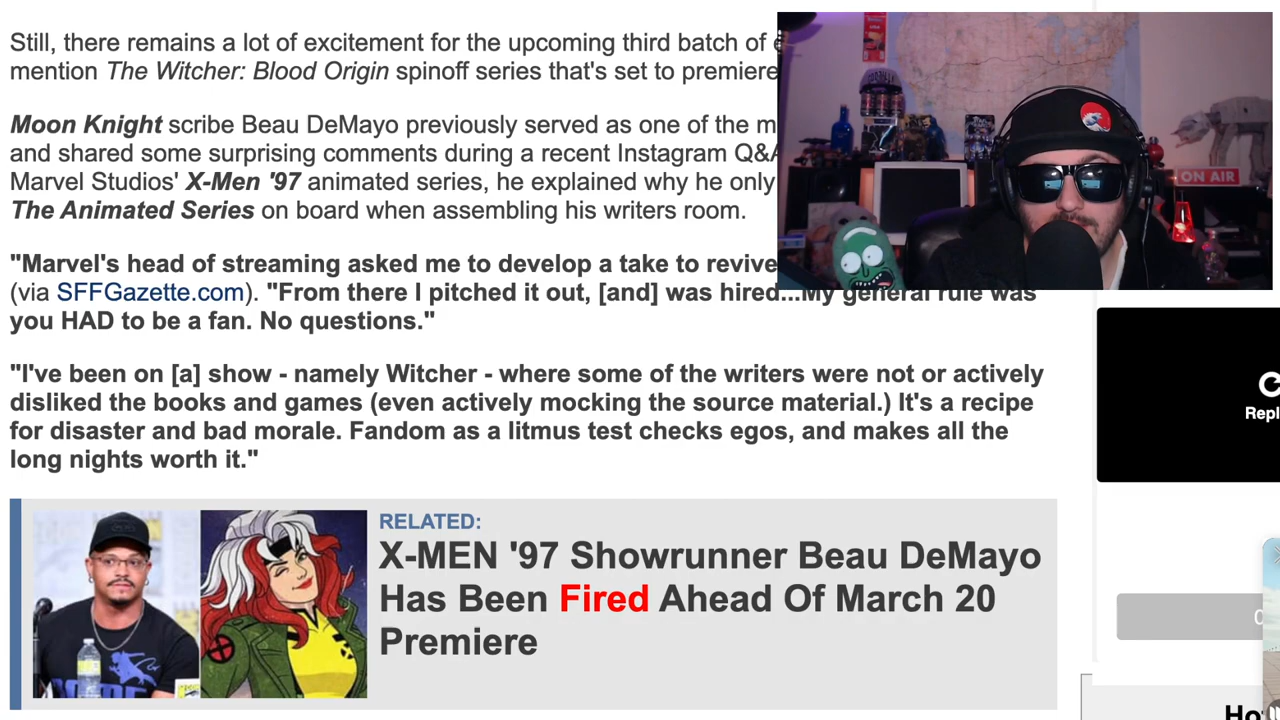 Still, there remains a lot of excitement for the upcoming third batch of
mention The Witcher: Blood Origin spinoff series that's set to premiere
Moon Knight scribe Beau DeMayo previously served as one of the m
and shared some surprising comments during a recent Instagram Q&A
Marvel Studios' X-Men '97 animated series, he explained why he only
The Animated Series on board when assembling his writers room.
"Marvel's head of streaming asked me to develop a take to revive
(via SFFGazette.com). "From there I pitched it out, [and] was hired...My general rule was
you HAD to be a fan. No questions."
"I've been on [a] show - namely Witcher - where some of the writers were not or actively
disliked the books and games (even actively mocking the source material.) It's a recipe
for disaster and bad morale. Fandom as a litmus test checks egos, and makes all the
long nights worth it."
RELATED:
X-MEN '97 Showrunner Beau DeMayo
Has Been Fired Ahead Of March 20
Premiere
ON AIR
Repl
Ho